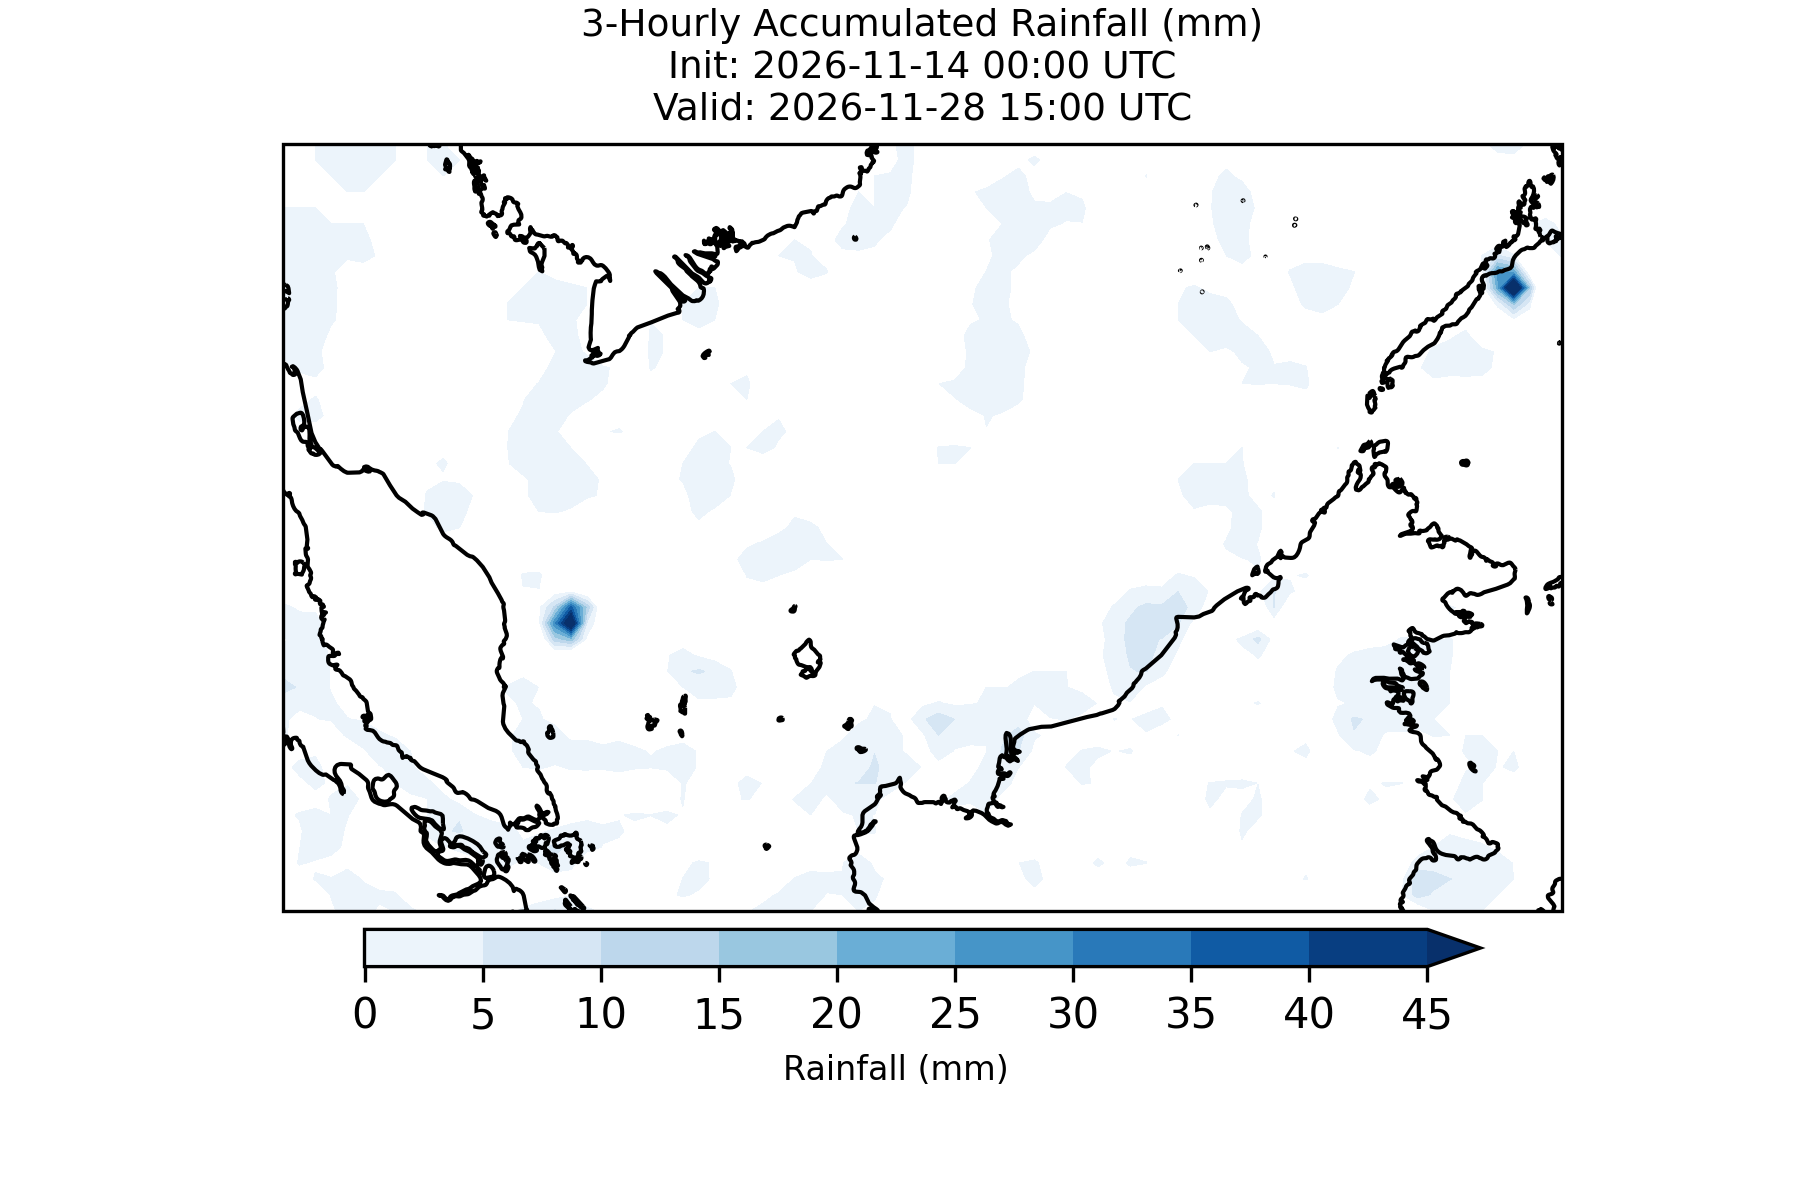 3-Hourly Accumulated Rainfall (mm)
Init: 2026-11-14 00:00 UTC
Valid: 2026-11-28 15:00 UTC
0 5 10 15 20 25 30 35 40 45
Rainfall (mm)